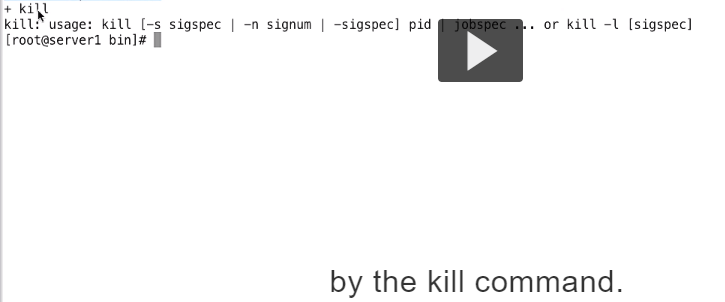 + kill
kill: usage: kill [-s sigspec | -n signum | -sigspec] pid | jobspec ... or kill -l [sigspec]
[root@server1 bin]#
by the kill command.